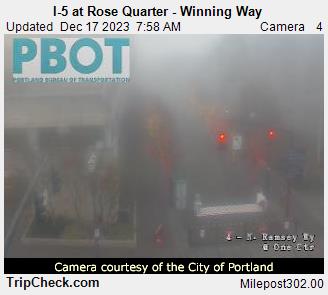 I-5 at Rose Quarter - Winning Way
Updated Dec 17 2023 7:58 AM Camera 4
PBOT
PORTLAND BUREAU OF TRANSPORTATION
4 - N. Ramsey Wy
@ One Ctr
Camera courtesy of the City of Portland
TripCheck.com Milepost302.00